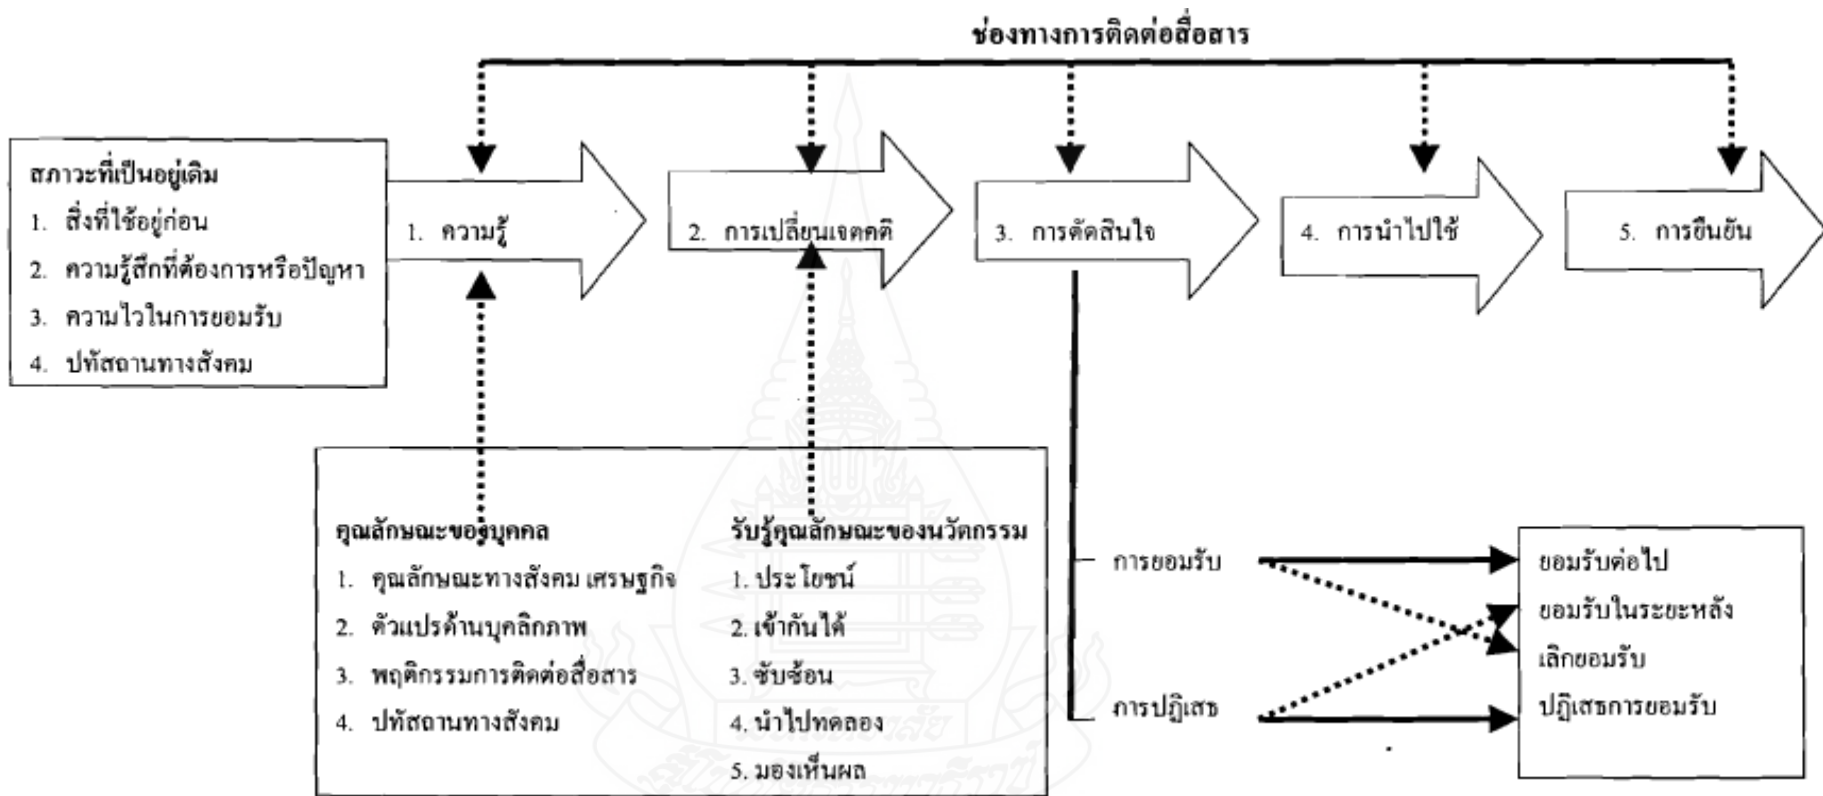 ช่องทางการติดต่อสื่อสาร
สภาวะที่เป็นอยู่เดิม
1. สิ่งที่ใช้อยู่ก่อน
2. ความรู้สึกที่ต้องการหรือปัญหา
3. ความไวในการยอมรับ
4. ปทัสถานทางสังคม
1. ความรู้
2. การเปลี่ยนเจตคติ
3. การตัดสินใจ
4. การนำไปใช้
5. การยืนยัน
คุณลักษณะของบุคคล
1. คุณลักษณะทางสังคม เศรษฐกิจ
2. ตัวแปรด้านบุคลิกภาพ
3. พฤติกรรมการติดต่อสื่อสาร
4. ปทัสถานทางสังคม
รับรู้คุณลักษณะของนวัตกรรม
1. ประโยชน์
2. เข้ากันได้
3. ซับซ้อน
4. นำไปทดลอง
5. มองเห็นผล
การยอมรับ
การปฏิเสธ
ยอมรับต่อไป
ยอมรับในระยะหลัง
เลิกยอมรับ
ปฏิเสธการยอมรับ